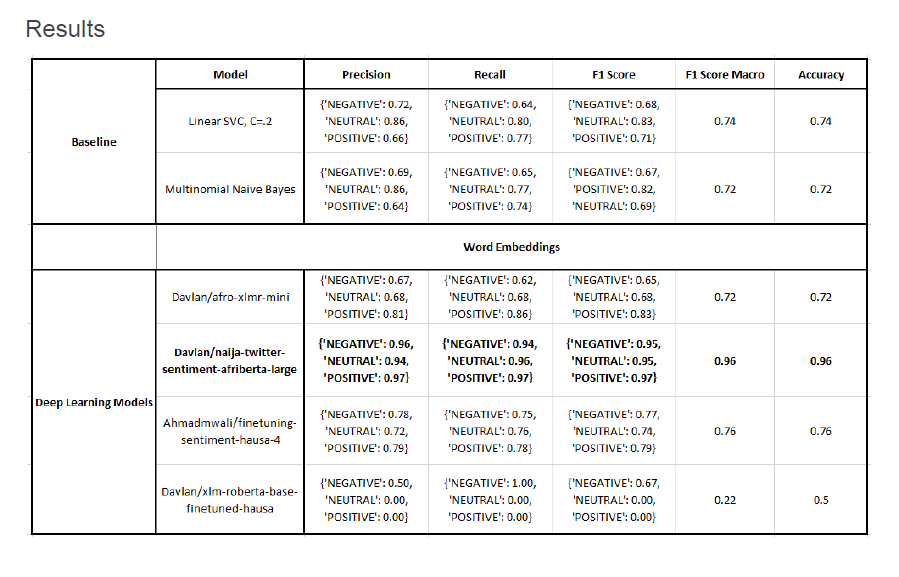 Results
Model Precision Recall F1 Score F1 Score Macro Accuracy
Baseline
Linear SVC, C=.2
{'NEGATIVE': 0.72,
'NEUTRAL': 0.86,
'POSITIVE': 0.66}
{'NEGATIVE': 0.64,
'NEUTRAL': 0.80,
'POSITIVE': 0.77}
{'NEGATIVE': 0.68,
'NEUTRAL': 0.83,
'POSITIVE': 0.71}
0.74
0.74
Multinomial Naive Bayes
{'NEGATIVE': 0.69,
'NEUTRAL': 0.86,
'POSITIVE': 0.64}
{'NEGATIVE': 0.65,
'NEUTRAL': 0.77,
'POSITIVE': 0.74}
{'NEGATIVE': 0.67,
'POSITIVE': 0.82,
'NEUTRAL': 0.69}
0.72
0.72
Word Embeddings
Deep Learning Models
Davlan/afro-xlmr-mini
{'NEGATIVE': 0.67,
'NEUTRAL': 0.68,
'POSITIVE': 0.81}
{'NEGATIVE': 0.62,
'NEUTRAL': 0.68,
'POSITIVE': 0.86}
{'NEGATIVE': 0.65,
'NEUTRAL': 0.68,
'POSITIVE': 0.83}
0.72
0.72
Davlan/naija-twitter-
sentiment-afriberta-large
{'NEGATIVE': 0.96,
'NEUTRAL': 0.94,
'POSITIVE': 0.97}
{'NEGATIVE': 0.94,
'NEUTRAL': 0.96,
'POSITIVE': 0.97}
{'NEGATIVE': 0.95,
'NEUTRAL': 0.95,
'POSITIVE': 0.97}
0.96
0.96
Ahmadmwali/finetuning-
sentiment-hausa-4
{'NEGATIVE': 0.78,
'NEUTRAL': 0.72,
'POSITIVE': 0.79}
{'NEGATIVE': 0.75,
'NEUTRAL': 0.76,
'POSITIVE': 0.78}
{'NEGATIVE': 0.77,
'NEUTRAL': 0.74,
'POSITIVE': 0.79}
0.76
0.76
Davlan/xlm-roberta-base-
finetuned-hausa
{'NEGATIVE': 0.50,
'NEUTRAL': 0.00,
'POSITIVE': 0.00}
{'NEGATIVE': 1.00,
'NEUTRAL': 0.00,
'POSITIVE': 0.00}
{'NEGATIVE': 0.67,
'NEUTRAL': 0.00,
'POSITIVE': 0.00}
0.22
0.5